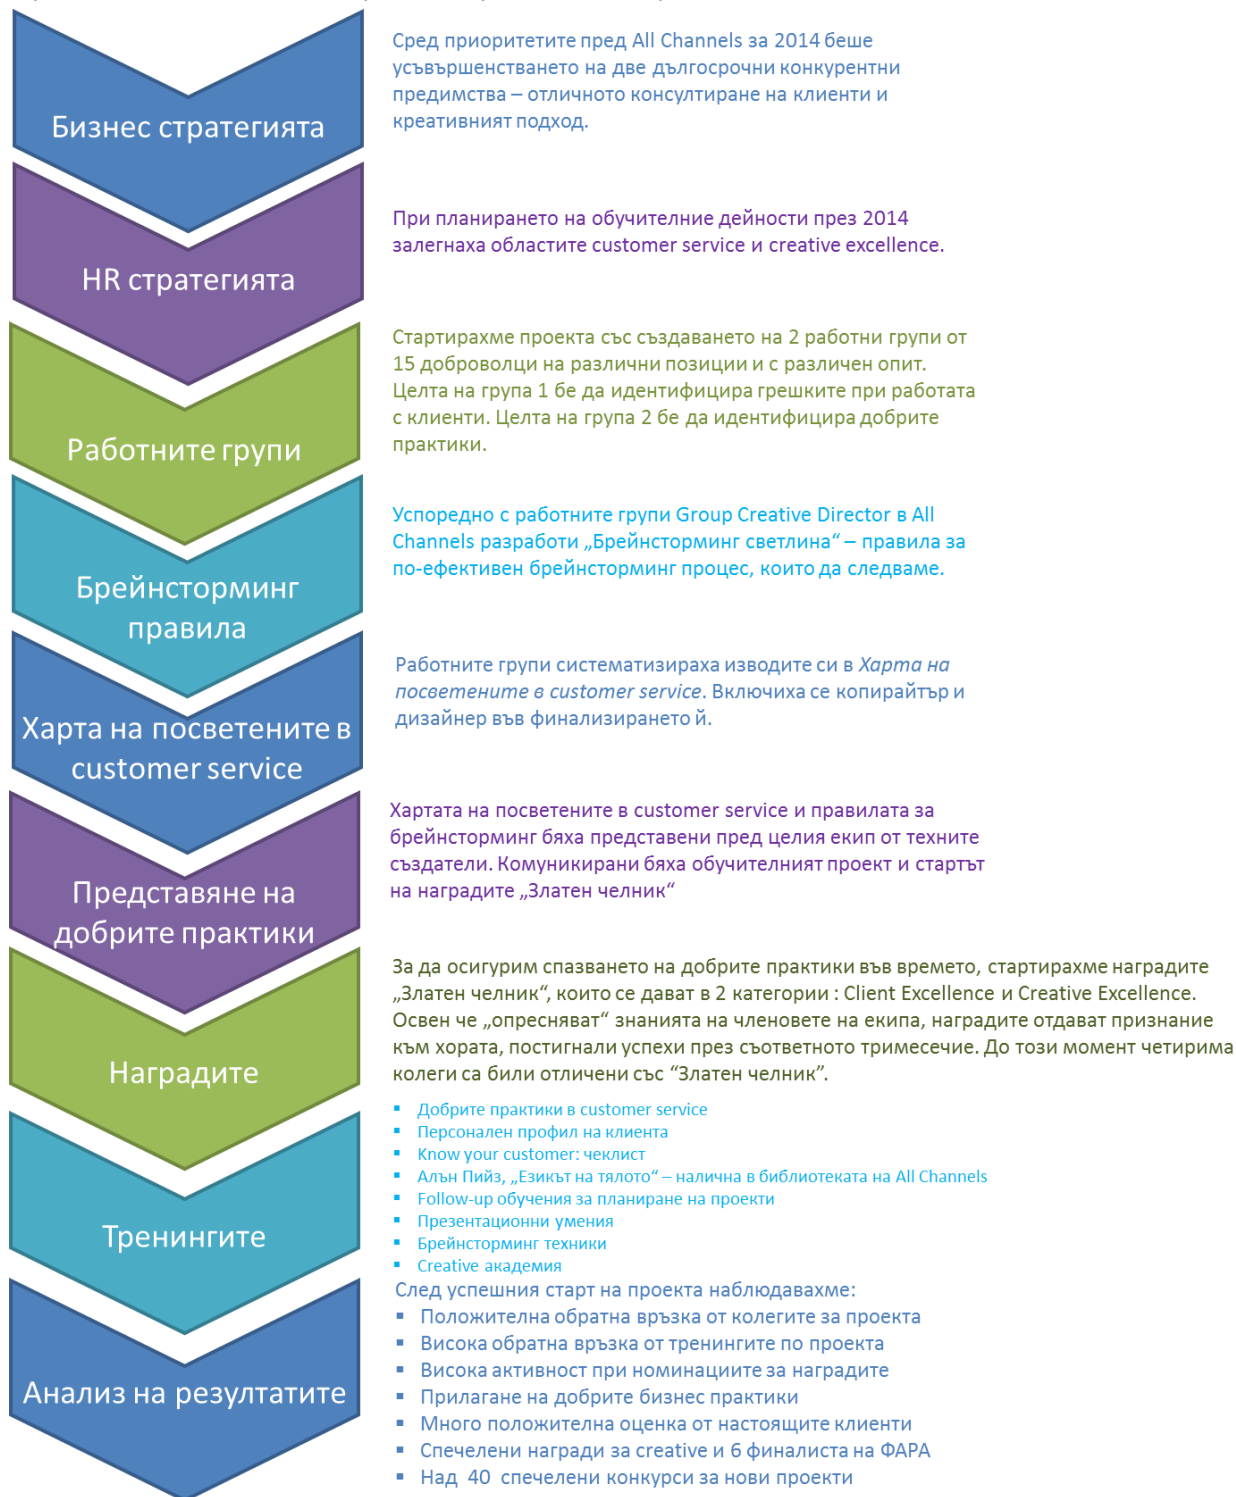 Бизнес стратегията
Сред приоритетите пред All Channels за 2014 беше
усъвършенстването на две дългосрочни конкурентни
предимства – отличното консултиране на клиенти и
креативният подход.
HR стратегията
При планирането на обучителние дейности през 2014
залегнаха областите customer service и creative excellence.
Работните групи
Стартирахме проекта със създаването на 2 работни групи от
15 доброволци на различни позиции и с различен опит.
Целта на група 1 бе да идентифицира грешките при работата
с клиенти. Целта на група 2 бе да идентифицира добрите
практики.
Брейнсторминг
правила
Успоредно с работните групи Group Creative Director в All
Channels разработи „Брейнсторминг светлина“ – правила за
по-ефективен брейнсторминг процес, които да следваме.
Харта на посветените в
customer service
Работните групи систематизираха изводите си в Харта на
посветените в customer service. Включиха се копирайтър и
дизайнер във финализирането й.
Представяне на
добрите практики
Хартата на посветените в customer service и правилата за
брейнсторминг бяха представени пред целия екип от техните
създатели. Комуникирани бяха обучителният проект и стартът
на наградите „Златен челник“
Наградите
За да осигурим спазването на добрите практики във времето, стартирахме наградите
„Златен челник“, които се дават в 2 категории : Client Excellence и Creative Excellence.
Освен че „опресняват“ знанията на членовете на екипа, наградите отдават признание
към хората, постигнали успехи през съответното тримесечие. До този момент четирима
колеги са били отличени със “Златен челник”.
Тренингите
▪ Добрите практики в customer service
▪ Персонален профил на клиента
▪ Know your customer: чеклист
▪ Алън Пийз, „Езикът на тялото“ – налична в библиотеката на All Channels
▪ Follow-up обучения за планиране на проекти
▪ Презентационни умения
▪ Брейнсторминг техники
▪ Creative академия
Анализ на резултатите
След успешния старт на проекта наблюдавахме:
▪ Положителна обратна връзка от колегите за проекта
▪ Висока обратна връзка от тренингите по проекта
▪ Висока активност при номинациите за наградите
▪ Прилагане на добрите бизнес практики
▪ Много положителна оценка от настоящите клиенти
▪ Спечелени награди за creative и 6 финалиста на ФАРА
▪ Над 40 спечелени конкурси за нови проекти